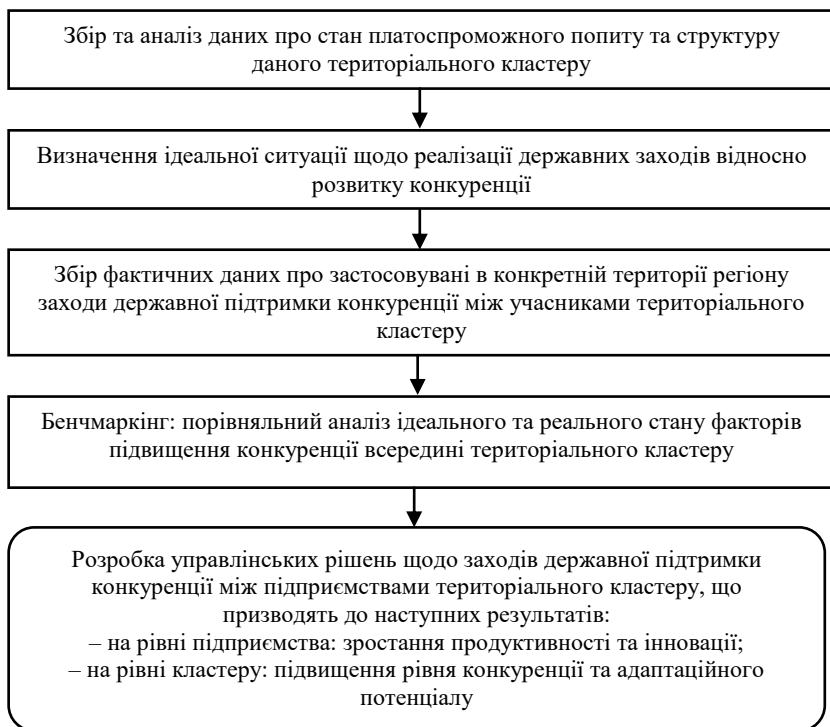 Збір та аналіз даних про стан платоспроможного попиту та структуру
даного територіального кластеру
Визначення ідеальної ситуації щодо реалізації державних заходів відносно
розвитку конкуренції
Збір фактичних даних про застосовувані в конкретній території регіону
заходи державної підтримки конкуренції між учасниками територіального
кластеру
Бенчмаркінг: порівняльний аналіз ідеального та реального стану факторів
підвищення конкуренції всередині територіального кластеру
Розробка управлінських рішень щодо заходів державної підтримки
конкуренції між підприємствами територіального кластеру, що
призводять до наступних результатів:
– на рівні підприємства: зростання продуктивності та інновації;
– на рівні кластеру: підвищення рівня конкуренції та адаптаційного
потенціалу